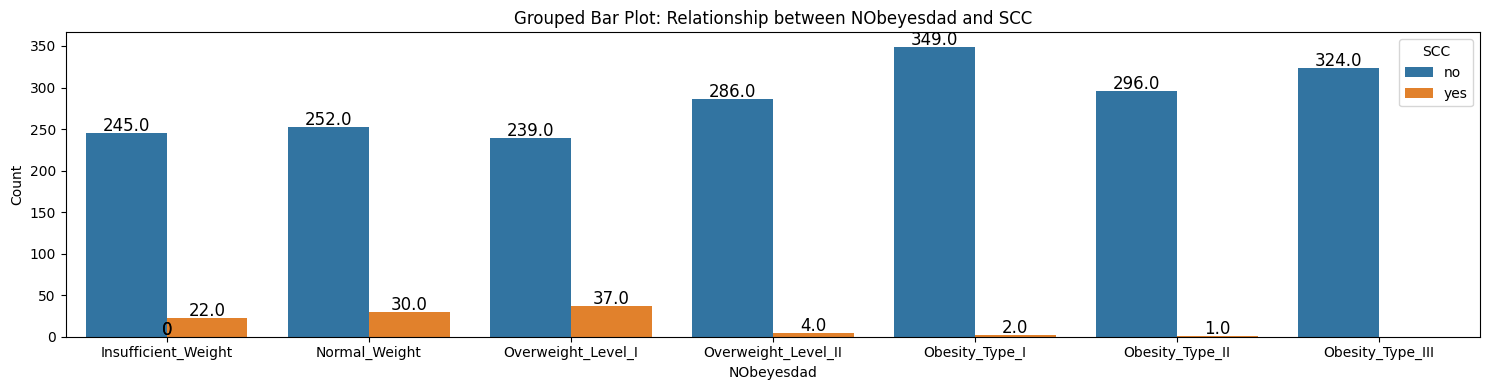 Grouped Bar Plot: Relationship between NObeyesdad and SCC
350
300
250
200
150
100
50
0
Count
245.0
22.0
0
252.0
30.0
239.0
37.0
286.0
4.0
349.0
2.0
296.0
1.0
324.0
SCC
no
yes
Insufficient_Weight
Normal_Weight
Overweight_Level_I
Overweight_Level_II
Obesity_Type_I
Obesity_Type_II
Obesity_Type_III
NObeyesdad